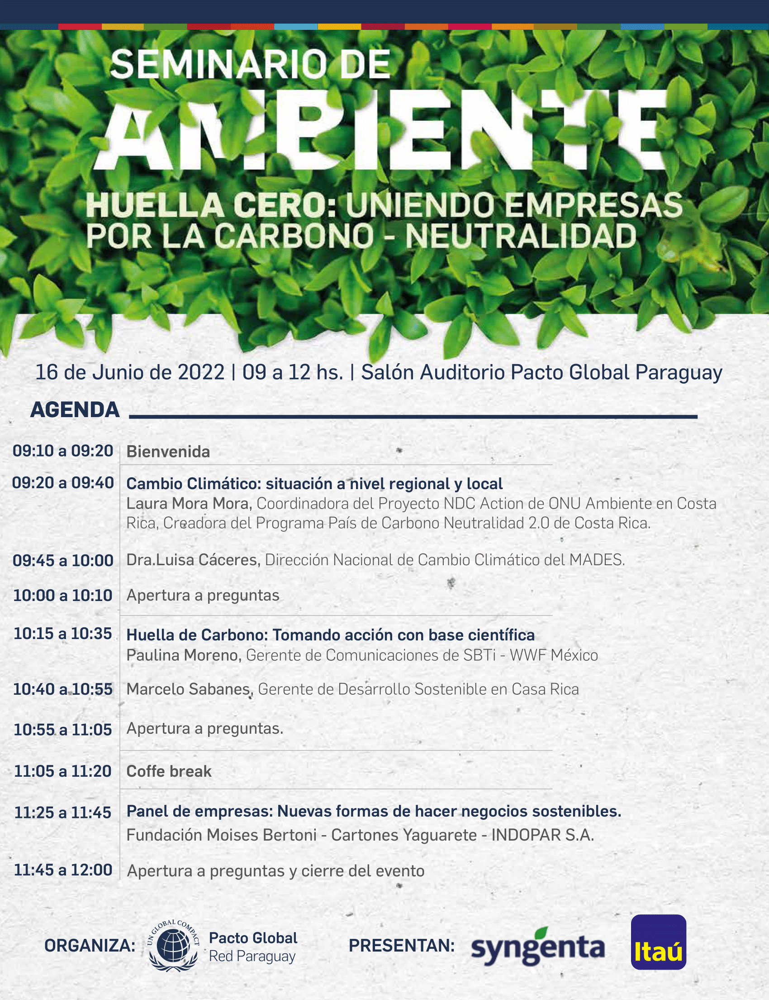 SEMINARIO DE
AMBIENTE
HUELLA CERO: UNIENDO EMPRESAS
POR LA CARBONO - NEUTRALIDAD
16 de Junio de 2022 | 09 a 12 hs. | Salón Auditorio Pacto Global Paraguay
AGENDA
09:10 a 09:20 Bienvenida
09:20 a 09:40 Cambio Climático: situación a nivel regional y local
Laura Mora Mora, Coordinadora del Proyecto NDC Action de ONU Ambiente en Costa
Rica, Creadora del Programa País de Carbono Neutralidad 2.0 de Costa Rica.
09:45 a 10:00 Dra.Luisa Cáceres, Dirección Nacional de Cambio Climático del MADES.
10:00 a 10:10 Apertura a preguntas
10:15 a 10:35 Huella de Carbono: Tomando acción con base científica
Paulina Moreno, Gerente de Comunicaciones de SBTi - WWF México
10:40 a 10:55 Marcelo Sabanes, Gerente de Desarrollo Sostenible en Casa Rica
10:55 a 11:05 Apertura a preguntas.
11:05 a 11:20 Coffe break
11:25 a 11:45 Panel de empresas: Nuevas formas de hacer negocios sostenibles.
Fundación Moises Bertoni - Cartones Yaguarete - INDOPAR S.A.
11:45 a 12:00 Apertura a preguntas y cierre del evento
ORGANIZA:
UN GLOBAL COMPACT
Pacto Global
Red Paraguay
PRESENTAN:
syngenta
Itaú